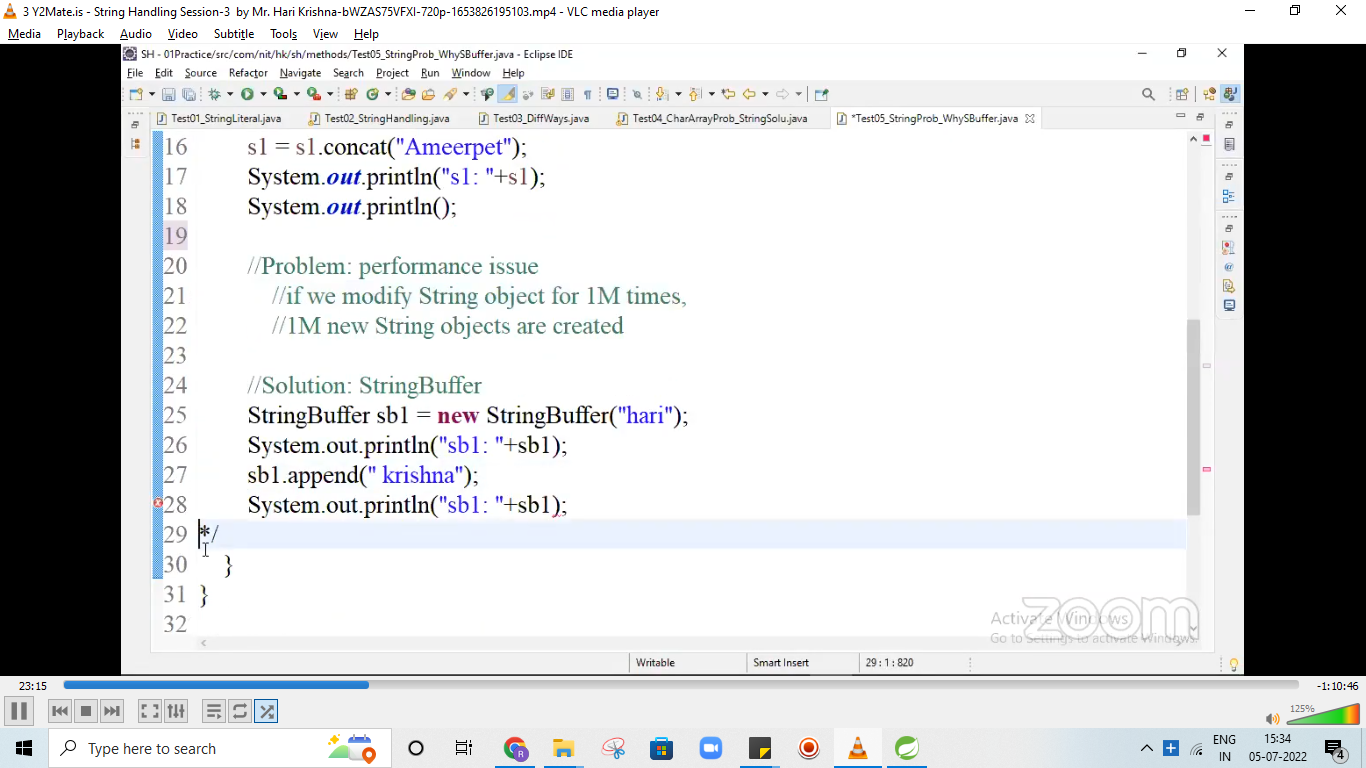 3 Y2Mate.is - String Handling Session-3 by Mr. Hari Krishna-bWZAS75VFXI-720p-1653826195103.mp4 - VLC media player
Media Playback Audio Video Subtitle Tools View Help
SH - 01Practice/src/com/nit/hk/sh/methods/Test05_StringProb_WhySBuffer.java - Eclipse IDE
File Edit Source Refactor Navigate Search Project Run Window Help
Test01_StringLiteral.java Test02_StringHandling.java Test03_DiffWays.java Test04_CharArrayProb_StringSolu.java *Test05_StringProb_WhySBuffer.java
16 s1 = s1.concat("Ameerpet");
17 System.out.println("s1: "+s1);
18 System.out.println();
19
20 //Problem: performance issue
21 //if we modify String object for 1M times,
22 //1M new String objects are created
23
24 //Solution: StringBuffer
25 StringBuffer sb1 = new StringBuffer("hari");
26 System.out.println("sb1: "+sb1);
27 sb1.append(" krishna");
28 System.out.println("sb1: "+sb1);
29 */
30 }
31 }
32
zoom
Activate Windows
Go to Settings to activate Windows.
Writable Smart Insert 29 : 1 : 820
23:15 -1:10:46
125%
Type here to search
ENG
IN
15:34
05-07-2022
4